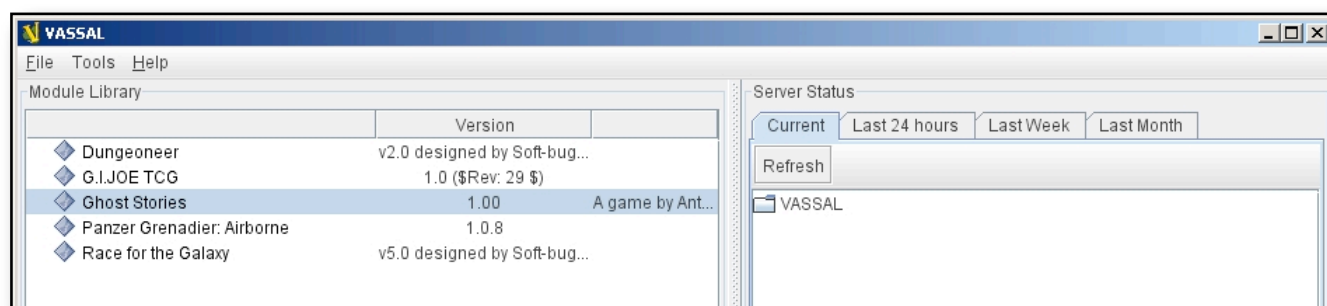 VASSAL
File Tools Help
Module Library
Version
Dungeoneer v2.0 designed by Soft-bug...
G.I.JOE TCG 1.0 ($Rev: 29 $)
Ghost Stories 1.00 A game by Ant...
Panzer Grenadier: Airborne 1.0.8
Race for the Galaxy v5.0 designed by Soft-bug...
Server Status
Current Last 24 hours Last Week Last Month
Refresh
VASSAL